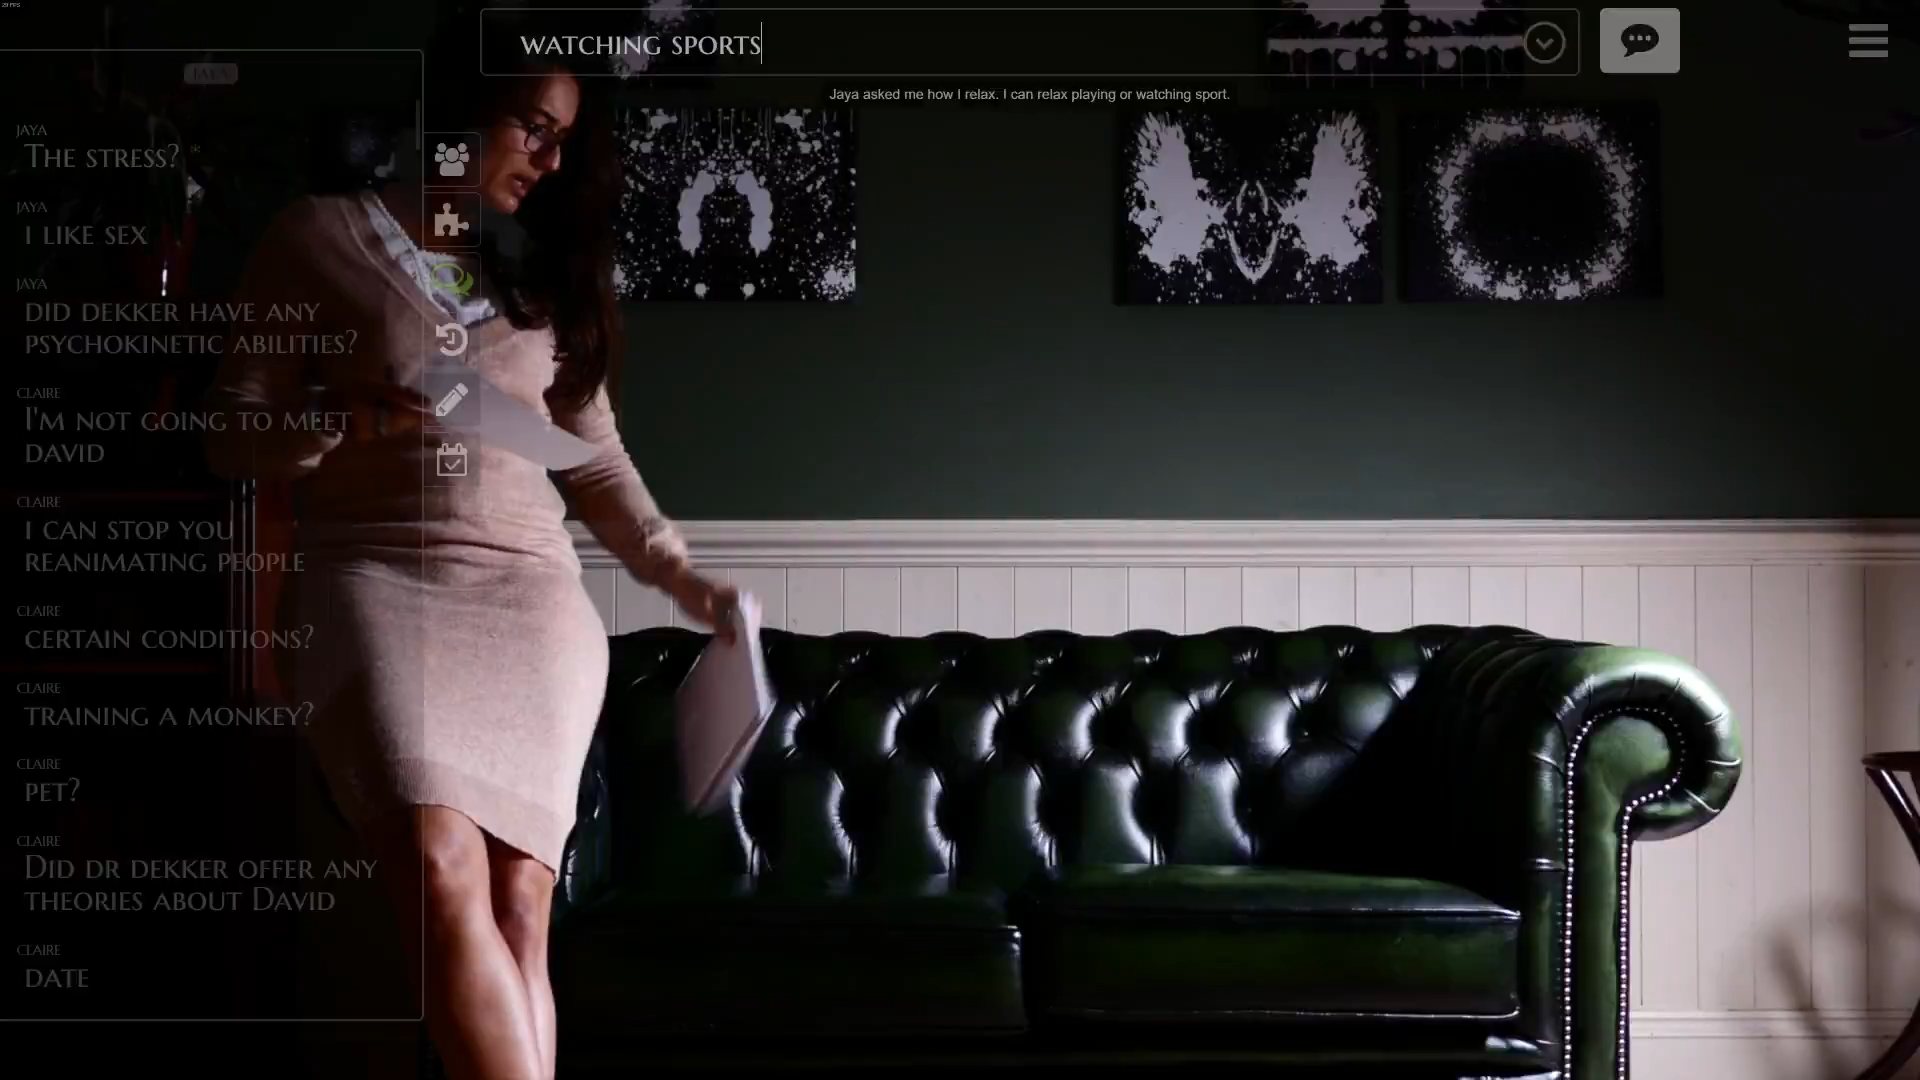 29 FPS
WATCHING SPORTS
Jaya asked me how I relax. I can relax playing or watching sport.
JAYA
JAYA
THE STRESS? *
JAYA
I LIKE SEX
JAYA
DID DEKKER HAVE ANY
PSYCHOKINETIC ABILITIES?
CLAIRE
I'M NOT GOING TO MEET
DAVID
CLAIRE
I CAN STOP YOU
REANIMATING PEOPLE
CLAIRE
CERTAIN CONDITIONS?
CLAIRE
TRAINING A MONKEY?
CLAIRE
PET?
CLAIRE
DID DR DEKKER OFFER ANY
THEORIES ABOUT DAVID
CLAIRE
DATE